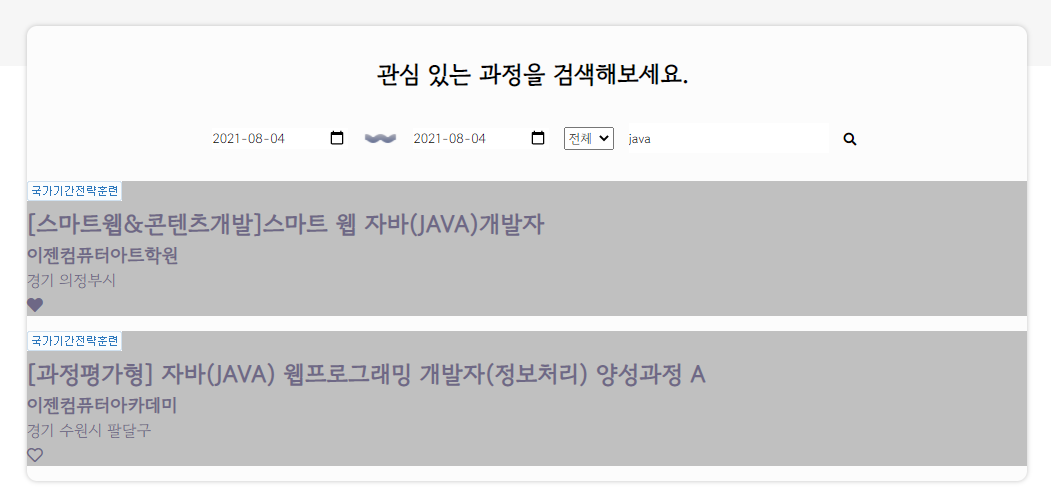 관심 있는 과정을 검색해보세요.
2021-08-04 2021-08-04 전체 java
국가기간전략훈련
[스마트웹&콘텐츠개발]스마트 웹 자바(JAVA)개발자
이젠컴퓨터아트학원
경기 의정부시
국가기간전략훈련
[과정평가형] 자바(JAVA) 웹프로그래밍 개발자(정보처리) 양성과정 A
이젠컴퓨터아카데미
경기 수원시 팔달구